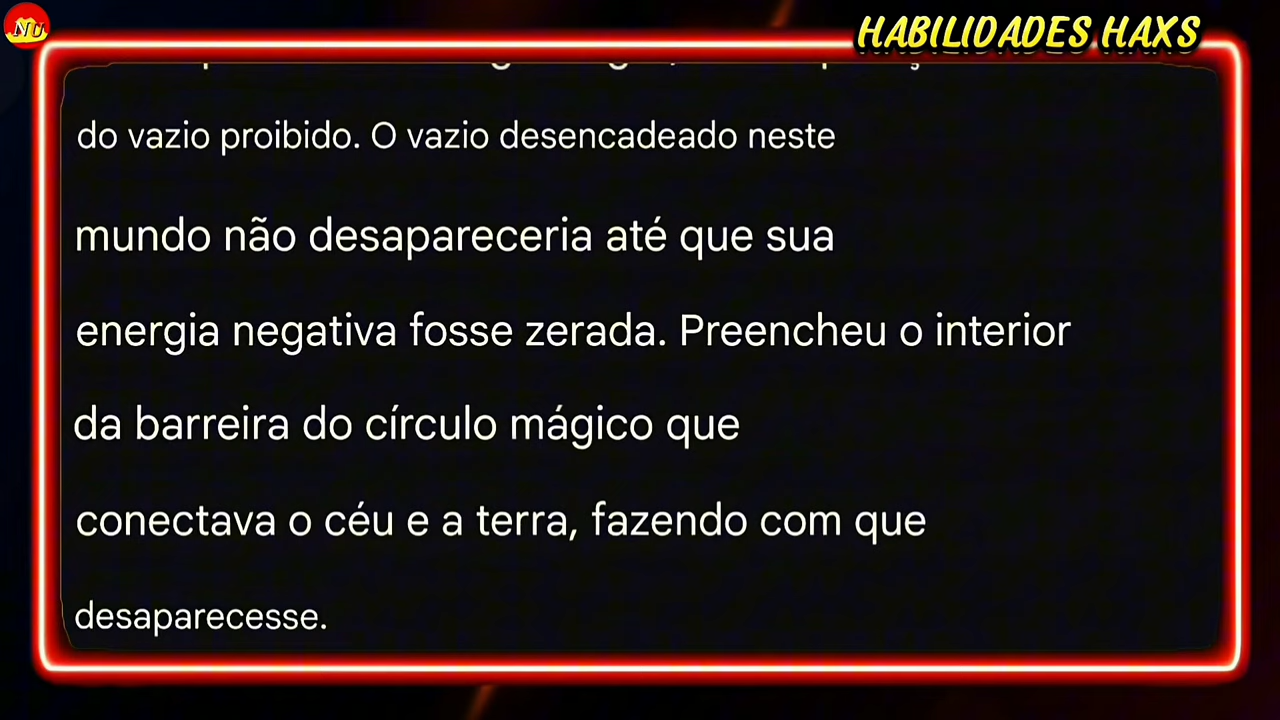 NU
HABILIDADES HAXS
do vazio proibido. O vazio desencadeado neste
mundo não desapareceria até que sua
energia negativa fosse zerada. Preencheu o interior
da barreira do círculo mágico que
conectava o céu e a terra, fazendo com que
desaparecesse.